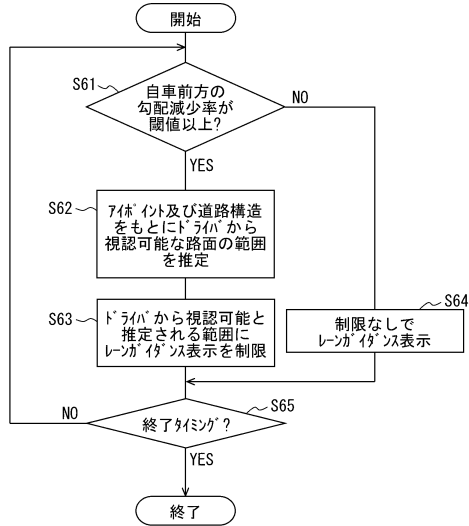 開始
S61
自車前方の
勾配減少率が
閾値以上?
NO
YES
S62
ｱｲﾎﾟｲﾝﾄ及び道路構造
をもとにﾄﾞﾗｲﾊﾞから
視認可能な路面の範囲
を推定
S63
ﾄﾞﾗｲﾊﾞから視認可能と
推定される範囲に
ﾚｰﾝｶﾞｲﾀﾞﾝｽ表示を制限
S64
制限なしで
ﾚｰﾝｶﾞｲﾀﾞﾝｽ表示
S65
終了ﾀｲﾐﾝｸﾞ?
NO
YES
終了